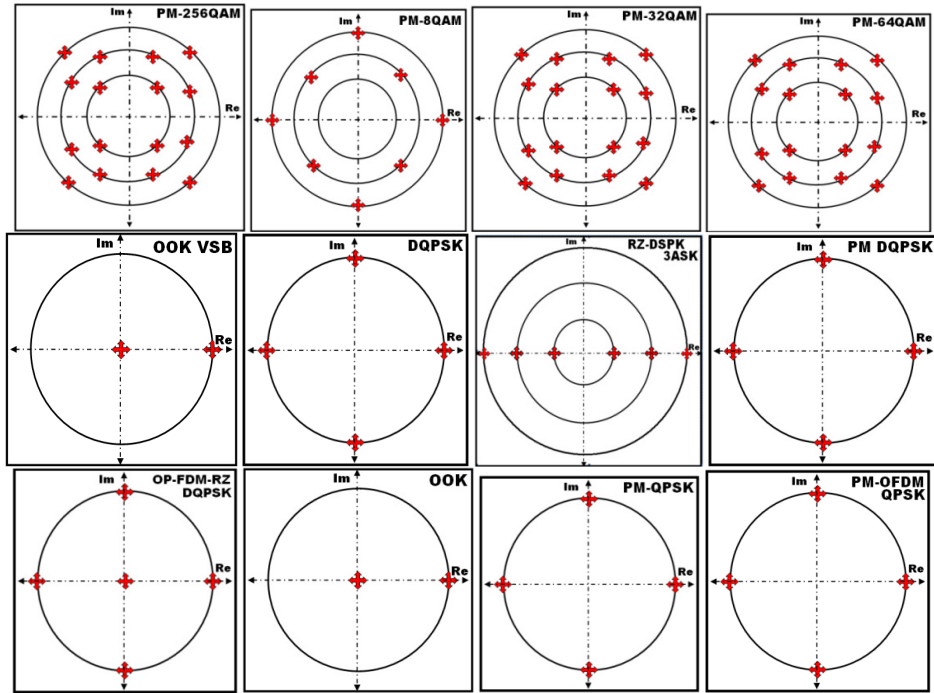 Im
PM-256QAM
Re
Im
PM-8QAM
Re
Im
PM-32QAM
Re
Im
PM-64QAM
Re
Im
OOK VSB
Re
Im
DQPSK
Re
Im
RZ-DSPK
3ASK
Re
Im
PM DQPSK
Re
Im
OP-FDM-RZ
DQPSK
Re
Im
OOK
Re
Im
PM-QPSK
Re
Im
PM-OFDM
QPSK
Re